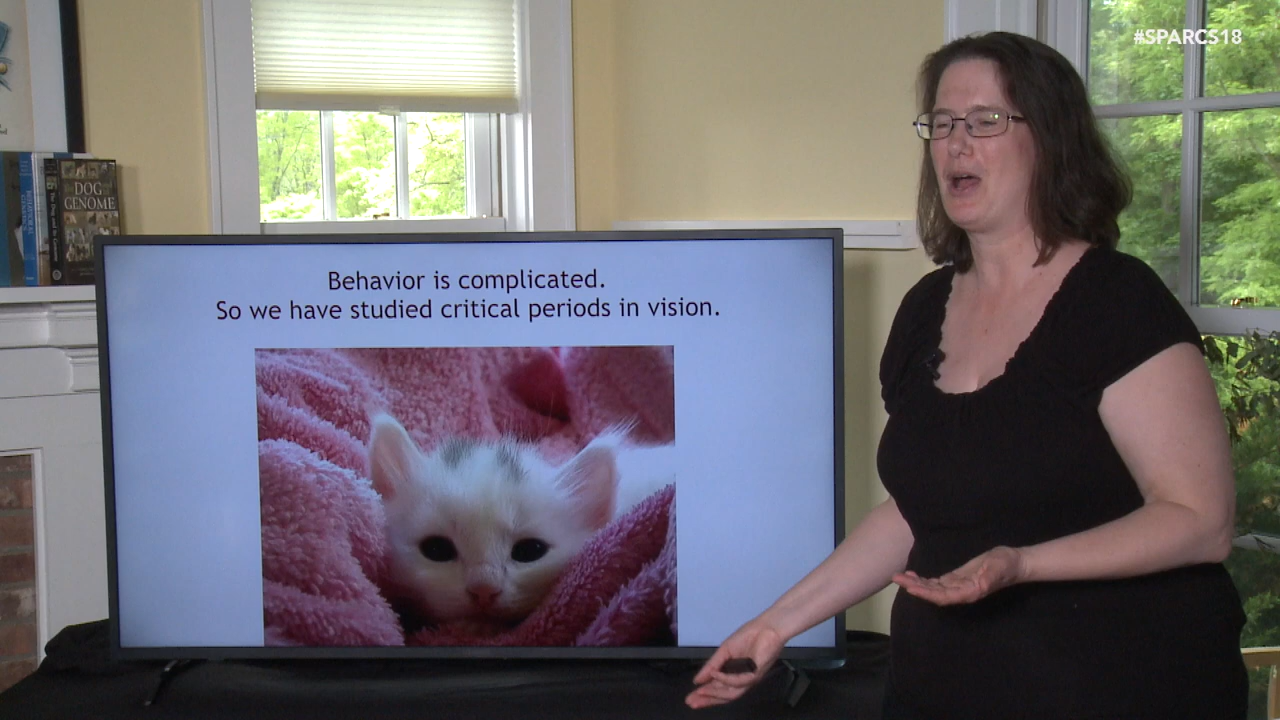 #SPARCS18
DOG
GENOME
Behavior is complicated.
So we have studied critical periods in vision.